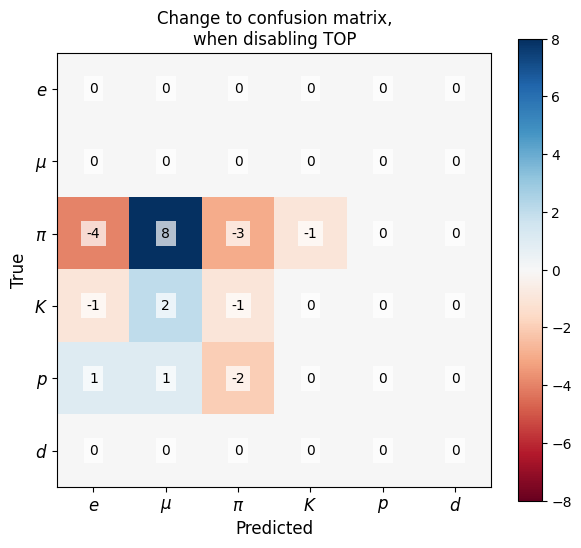 Change to confusion matrix,
when disabling TOP
True
e 0 0 0 0 0 0
μ 0 0 0 0 0 0
π -4 8 -3 -1 0 0
K -1 2 -1 0 0 0
p 1 1 -2 0 0 0
d 0 0 0 0 0 0
e μ π K p d
Predicted
8
6
4
2
0
−2
−4
−6
−8